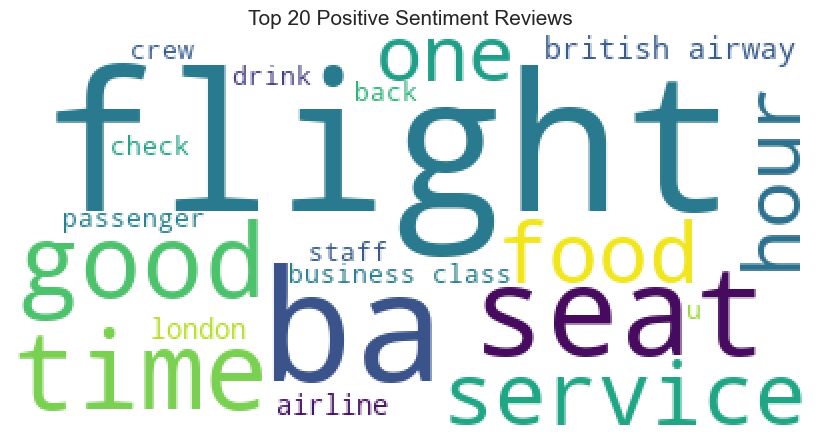 Top 20 Positive Sentiment Reviews
crew
one
british airway
drink
back
flight
check
hour
passenger
good
staff
food
business class
ba
seat
u
london
time
airline
service